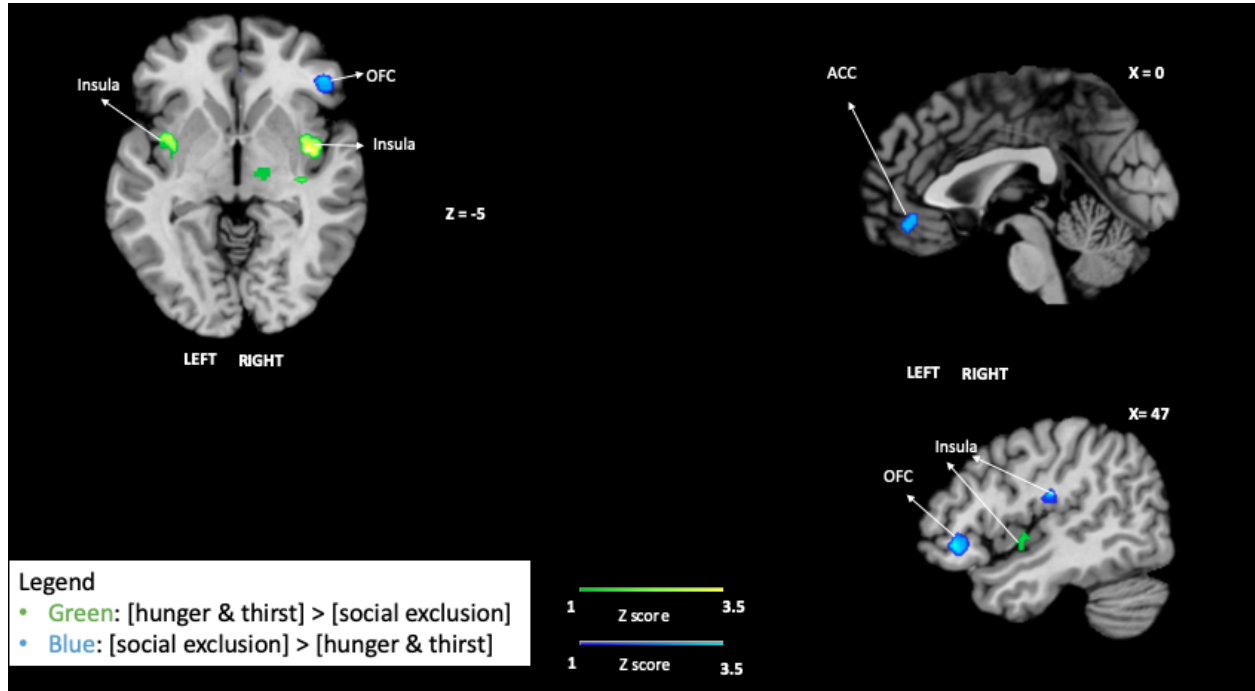 Insula
OFC
Insula
Z = -5
LEFT RIGHT
ACC
X = 0
LEFT RIGHT
X= 47
Insula
OFC
Legend
• Green: [hunger & thirst] > [social exclusion]
• Blue: [social exclusion] > [hunger & thirst]
1 Z score 3.5
1 Z score 3.5